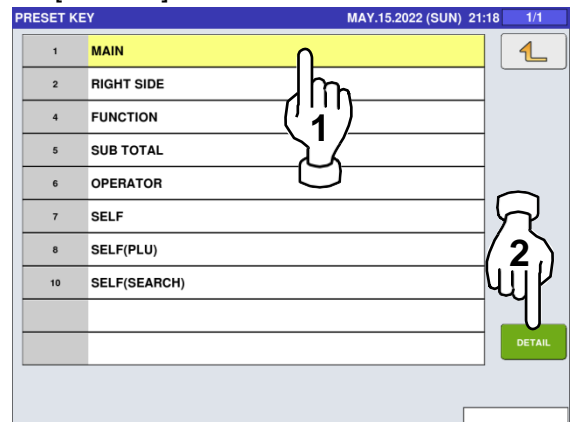 PRESET KEY MAY.15.2022 (SUN) 21:18 1/1
1 MAIN
2 RIGHT SIDE
4 FUNCTION
5 SUB TOTAL
6 OPERATOR
7 SELF
8 SELF(PLU)
10 SELF(SEARCH)
1
2
DETAIL